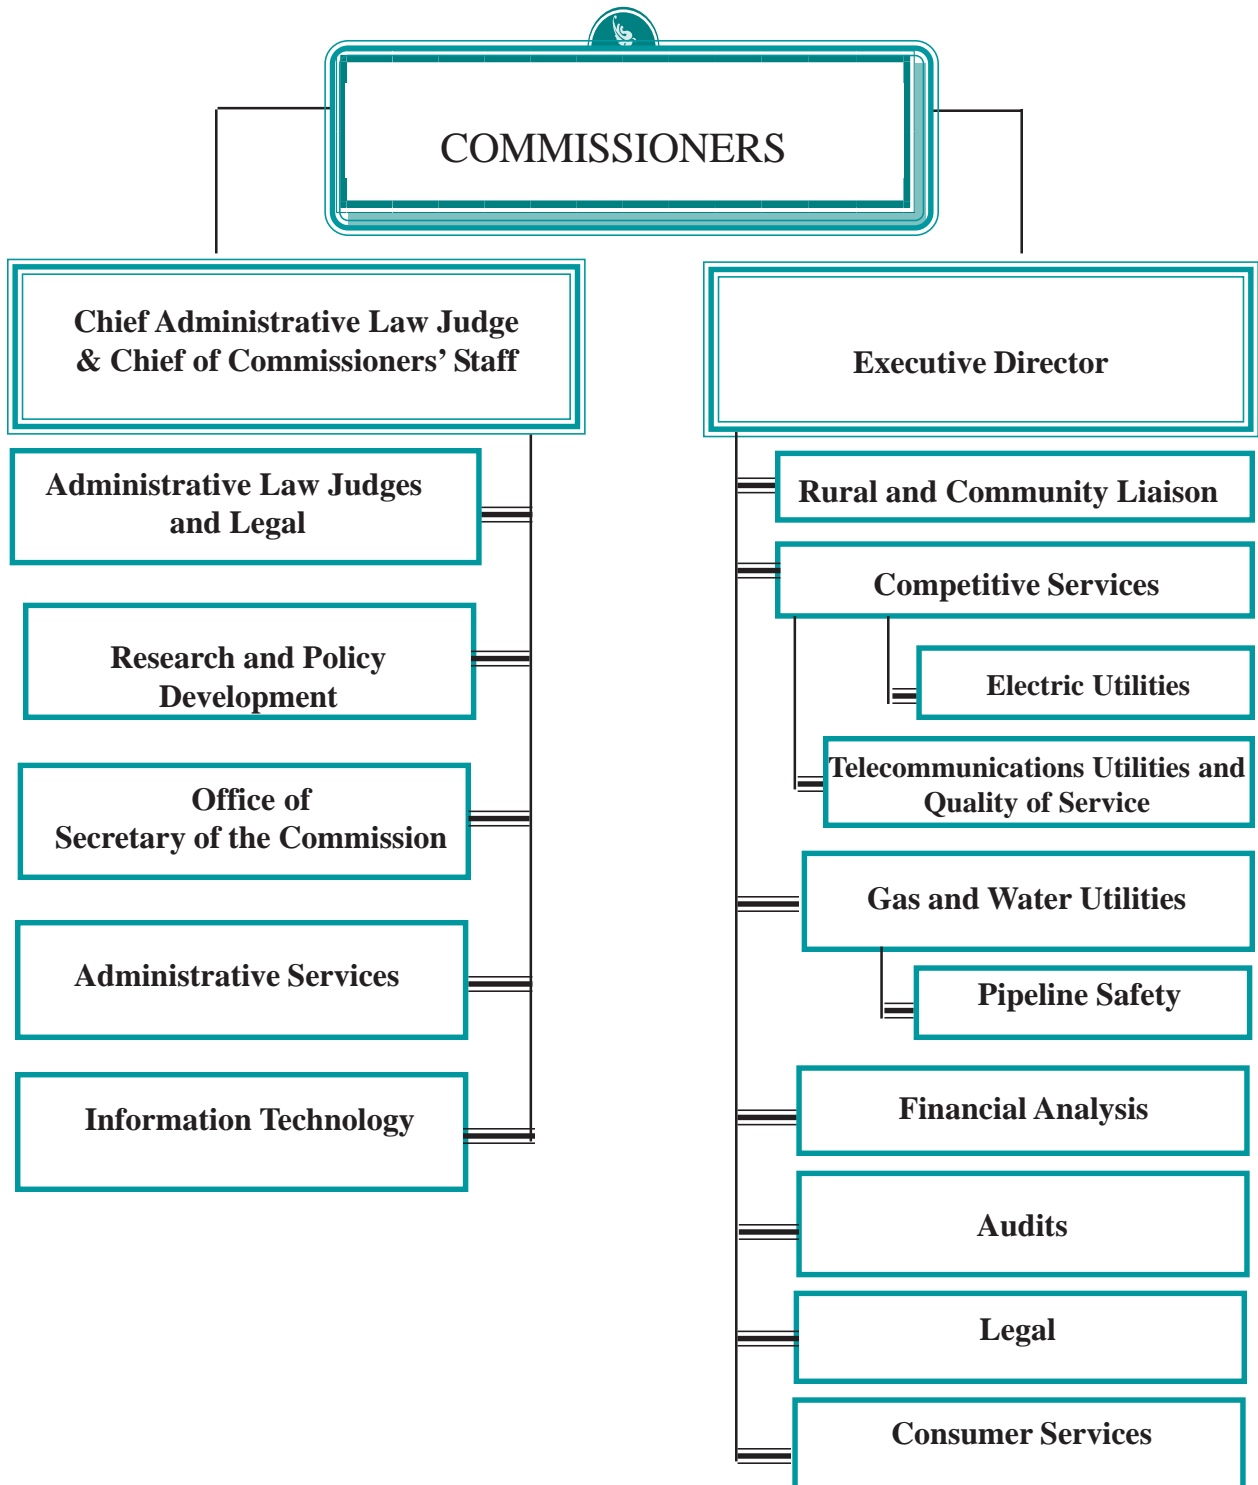 COMMISSIONERS
Chief Administrative Law Judge
& Chief of Commissioners’ Staff
Executive Director
Administrative Law Judges
and Legal
Research and Policy
Development
Office of
Secretary of the Commission
Administrative Services
Information Technology
Rural and Community Liaison
Competitive Services
Electric Utilities
Telecommunications Utilities and
Quality of Service
Gas and Water Utilities
Pipeline Safety
Financial Analysis
Audits
Legal
Consumer Services